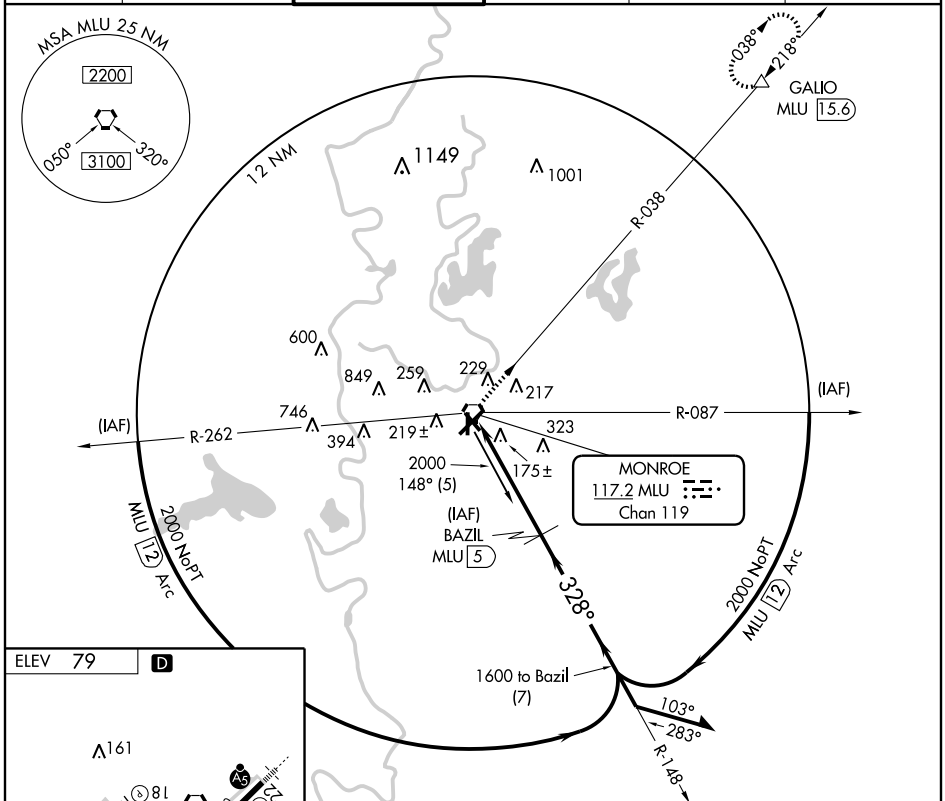 MSA MLU 25 NM
2200
050°
320°
3100
038°
218°
GALIO
MLU 15.6
12 NM
1149
1001
R-038
600
849
259
229
217
(IAF)
R-262
746
394
219±
R-087
(IAF)
323
175±
2000
148° (5)
MONROE
117.2 MLU
Chan 119
(IAF)
BAZIL
MLU 5
2000 NoPT
MLU 12 Arc
2000 NoPT
MLU 12 Arc
328°
1600 to Bazil
(7)
103°
283°
R-148
ELEV 79
D
161
18
P
A5
22